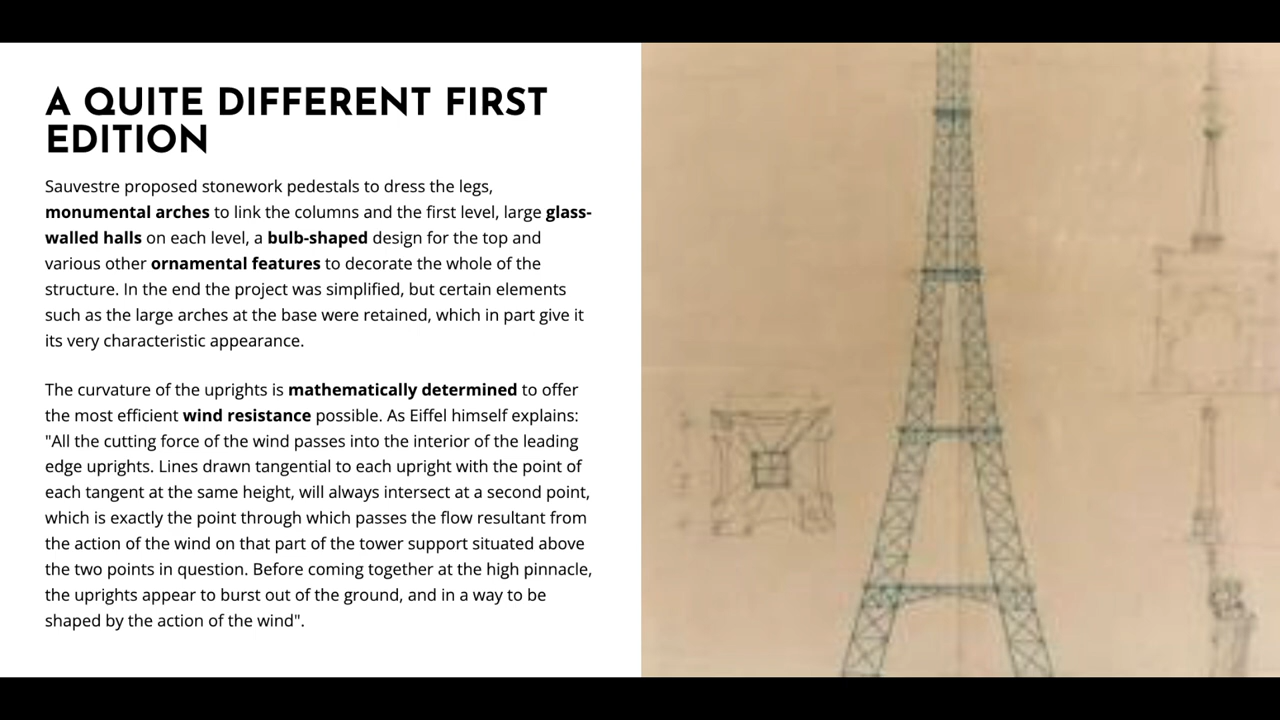 A QUITE DIFFERENT FIRST
EDITION
Sauvestre proposed stonework pedestals to dress the legs,
monumental arches to link the columns and the first level, large glass-
walled halls on each level, a bulb-shaped design for the top and
various other ornamental features to decorate the whole of the
structure. In the end the project was simplified, but certain elements
such as the large arches at the base were retained, which in part give it
its very characteristic appearance.
The curvature of the uprights is mathematically determined to offer
the most efficient wind resistance possible. As Eiffel himself explains:
"All the cutting force of the wind passes into the interior of the leading
edge uprights. Lines drawn tangential to each upright with the point of
each tangent at the same height, will always intersect at a second point,
which is exactly the point through which passes the flow resultant from
the action of the wind on that part of the tower support situated above
the two points in question. Before coming together at the high pinnacle,
the uprights appear to burst out of the ground, and in a way to be
shaped by the action of the wind".